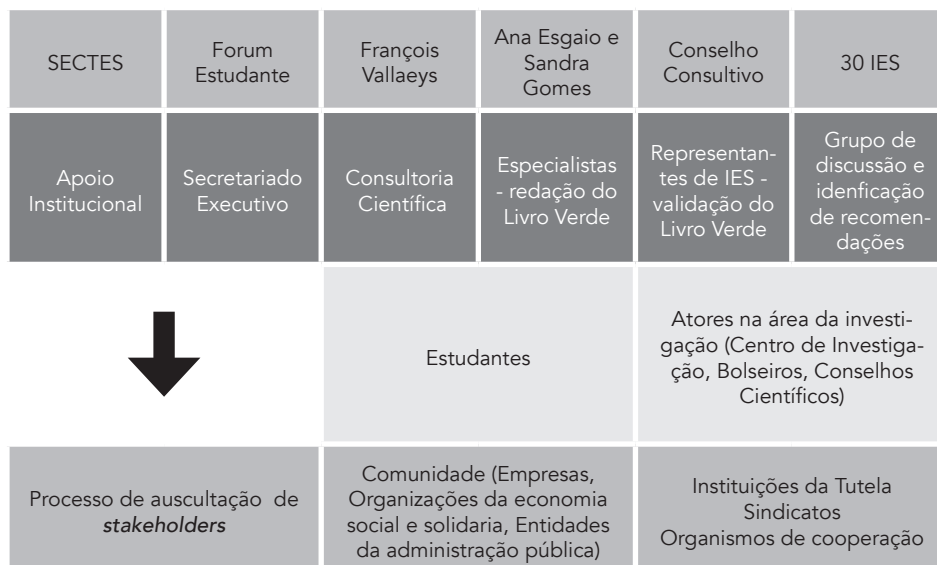 SECTES
Forum
Estudante
François
Vallaeys
Ana Esgaio e
Sandra
Gomes
Conselho
Consultivo
30 IES
Apoio
Institucional
Secretariado
Executivo
Consultoria
Científica
Especialistas
- redação do
Livro Verde
Representan-
tes de IES -
validação do
Livro Verde
Grupo de
discussão e
idenficação
de recomen-
dações
Estudantes
Atores na área da investi-
gação (Centro de Investiga-
ção, Bolseiros, Conselhos
Científicos)
Processo de auscultação de
stakeholders
Comunidade (Empresas,
Organizações da economia
social e solidaria, Entidades
da administração pública)
Instituições da Tutela
Sindicatos
Organismos de cooperação